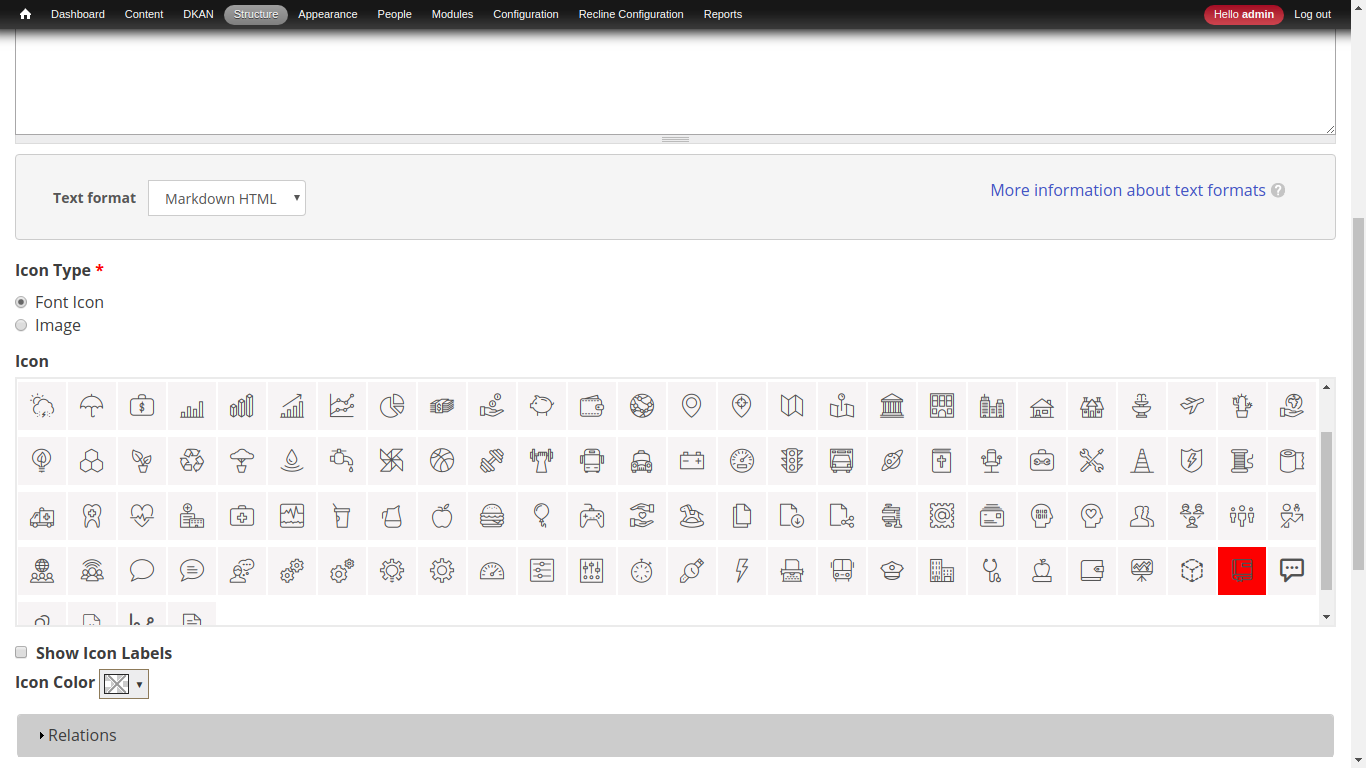 Dashboard Content DKAN Structure Appearance People Modules Configuration Recline Configuration Reports Hello admin Log out
Text format Markdown HTML More information about text formats ?
Icon Type *
Font Icon
Image
Icon
Show Icon Labels
Icon Color
Relations